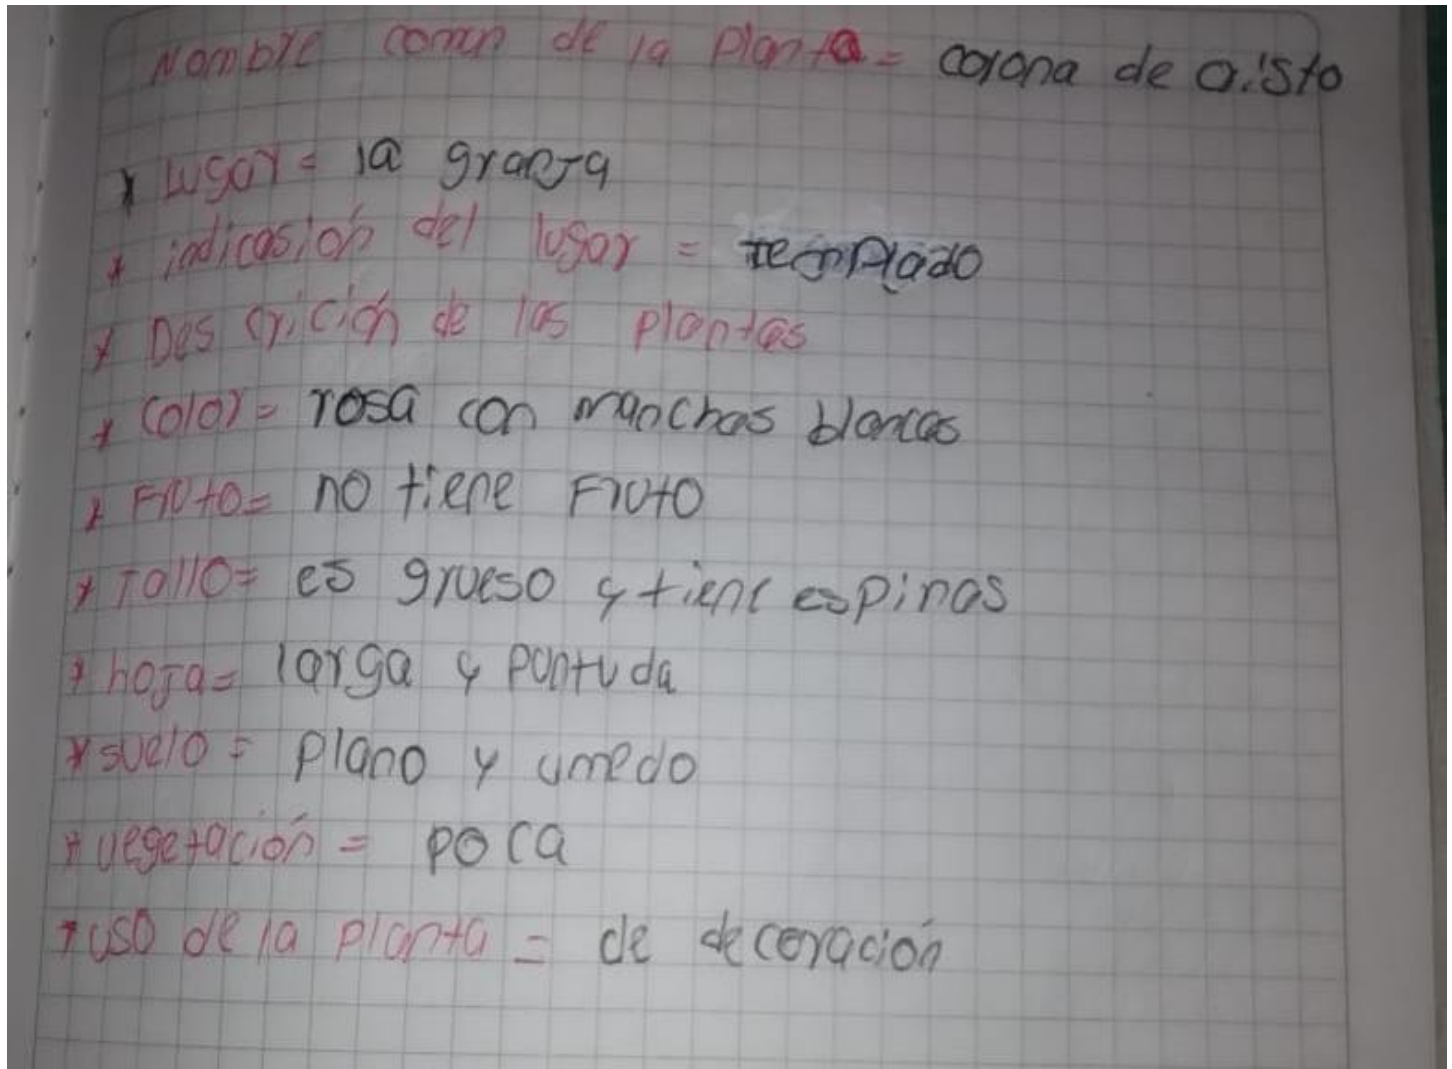 Nombre comun de la planta = corona de cristo
* Lugar = la granja
* indicasión del lugar = templado
* Des crición de las plantas
* Color = rosa con manchas blancas
* Fruto = no tiene Fruto
* Tallo = es grueso y tiene espinas
* hoja = larga y puntuda
* suelo = plano y umedo
* vegetación = poca
* uso de la planta = de decoración